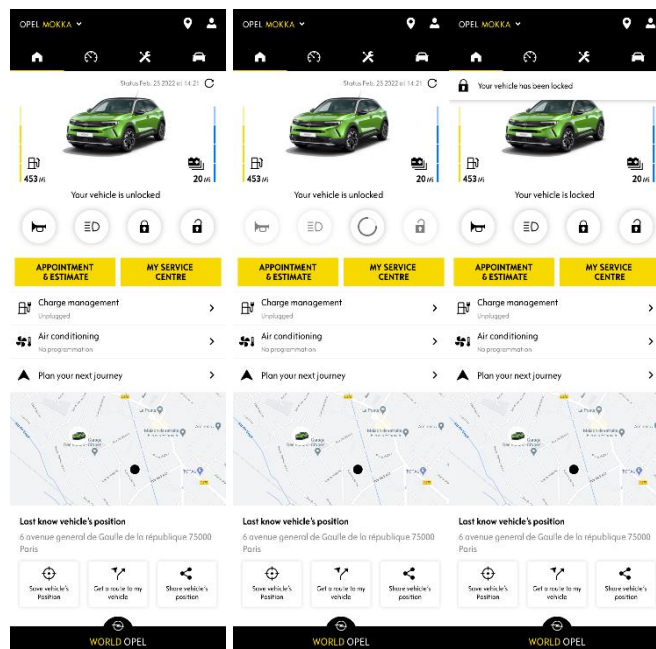 OPEL MOKKA
Status Feb. 25 2022 at 14:21
453 Mi
20 Mi
Your vehicle is unlocked
APPOINTMENT
& ESTIMATE
MY SERVICE
CENTRE
Charge management
Unplugged
Air conditioning
No programmation
Plan your next journey
Last know vehicle's position
6 avenue general de Gaulle de la république 75000
Paris
Save vehicle's
Position
Get a route to my
vehicle
Share vehicle's
position
WORLD OPEL
OPEL MOKKA
Status Feb. 25 2022 at 14:21
453 Mi
20 Mi
Your vehicle is unlocked
APPOINTMENT
& ESTIMATE
MY SERVICE
CENTRE
Charge management
Unplugged
Air conditioning
No programmation
Plan your next journey
Last know vehicle's position
6 avenue general de Gaulle de la république 75000
Paris
Save vehicle's
Position
Get a route to my
vehicle
Share vehicle's
position
WORLD OPEL
OPEL MOKKA
Your vehicle has been locked
453 Mi
20 Mi
Your vehicle is locked
APPOINTMENT
& ESTIMATE
MY SERVICE
CENTRE
Charge management
Unplugged
Air conditioning
No programmation
Plan your next journey
Last know vehicle's position
6 avenue general de Gaulle de la république 75000
Paris
Save vehicle's
Position
Get a route to my
vehicle
Share vehicle's
position
WORLD OPEL